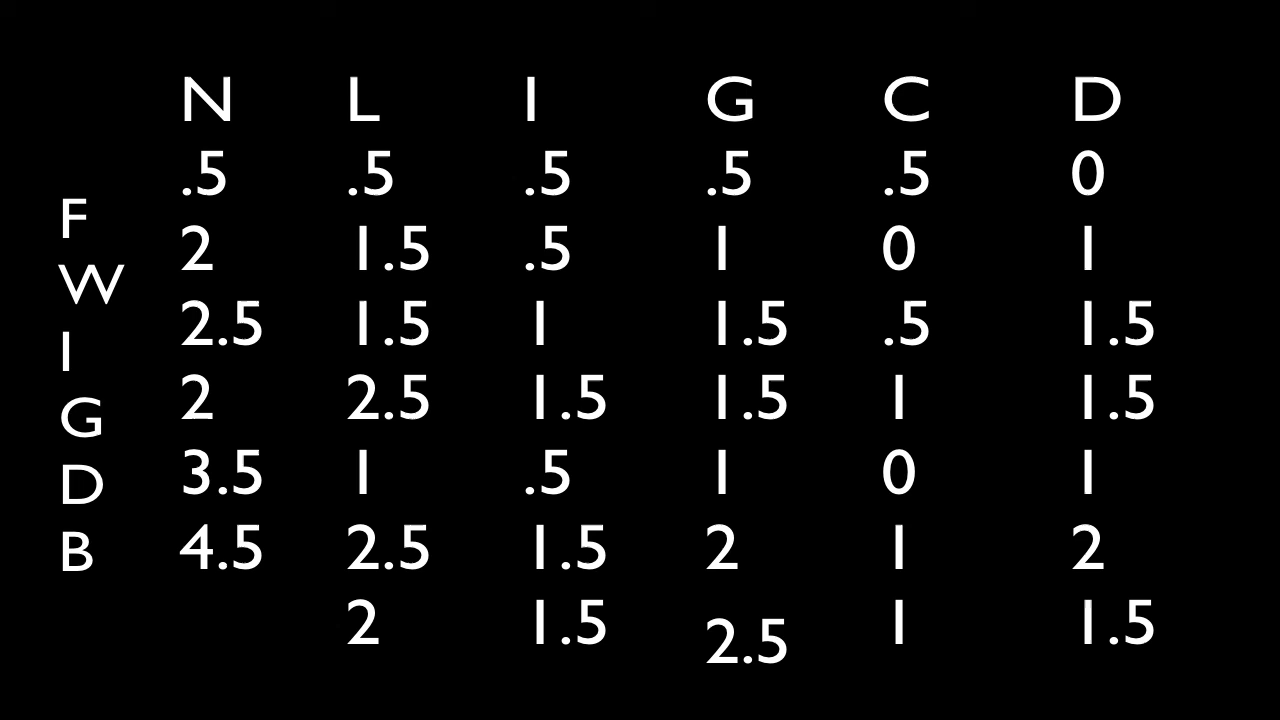 N L I G C D
.5 .5 .5 .5 .5 0
F
2 1.5 .5 1 0 1
W
2.5 1.5 1 1.5 .5 1.5
I
2 2.5 1.5 1.5 1 1.5
G
3.5 1 .5 1 0 1
D
4.5 2.5 1.5 2 1 2
B
2 1.5 2.5 1 1.5